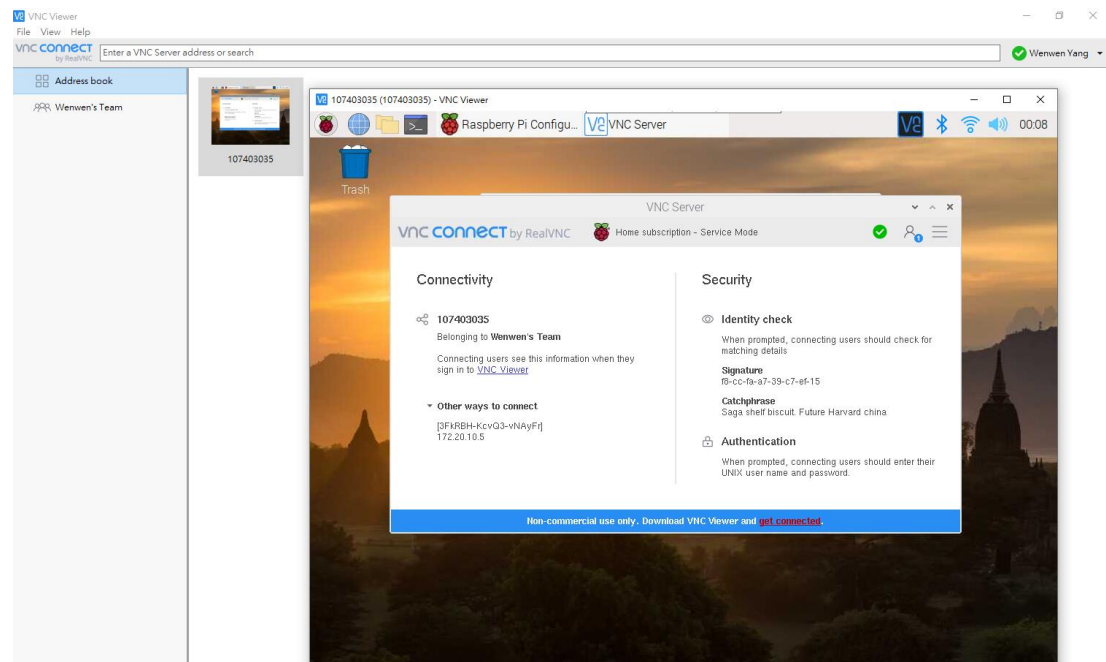 VNC Viewer
File View Help
VNC CONNECT by RealVNC
Enter a VNC Server address or search
Wenwen Yang
Address book
Wenwen's Team
107403035
107403035 (107403035) - VNC Viewer
Raspberry Pi Configu...
VNC Server
00:08
Trash
VNC Server
VNC CONNECT by RealVNC
Home subscription - Service Mode
1
Connectivity
107403035
Belonging to Wenwen's Team
Connecting users see this information when they
sign in to VNC Viewer
Other ways to connect
[3FkRBH-KcvQ3-vNAyFr]
172.20.10.5
Security
Identity check
When prompted, connecting users should check for
matching details
Signature
f8-cc-fa-a7-39-c7-ef-15
Catchphrase
Saga shelf biscuit. Future Harvard china
Authentication
When prompted, connecting users should enter their
UNIX user name and password.
Non-commercial use only. Download VNC Viewer and get connected.